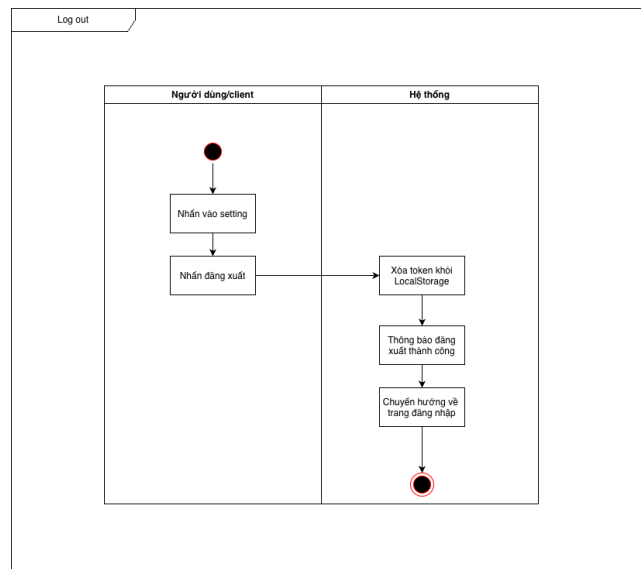 Log out
Người dùng/client
Hệ thống
Nhấn vào setting
Nhấn đăng xuất
Xóa token khỏi
LocalStorage
Thông báo đăng
xuất thành công
Chuyển hướng về
trang đăng nhập